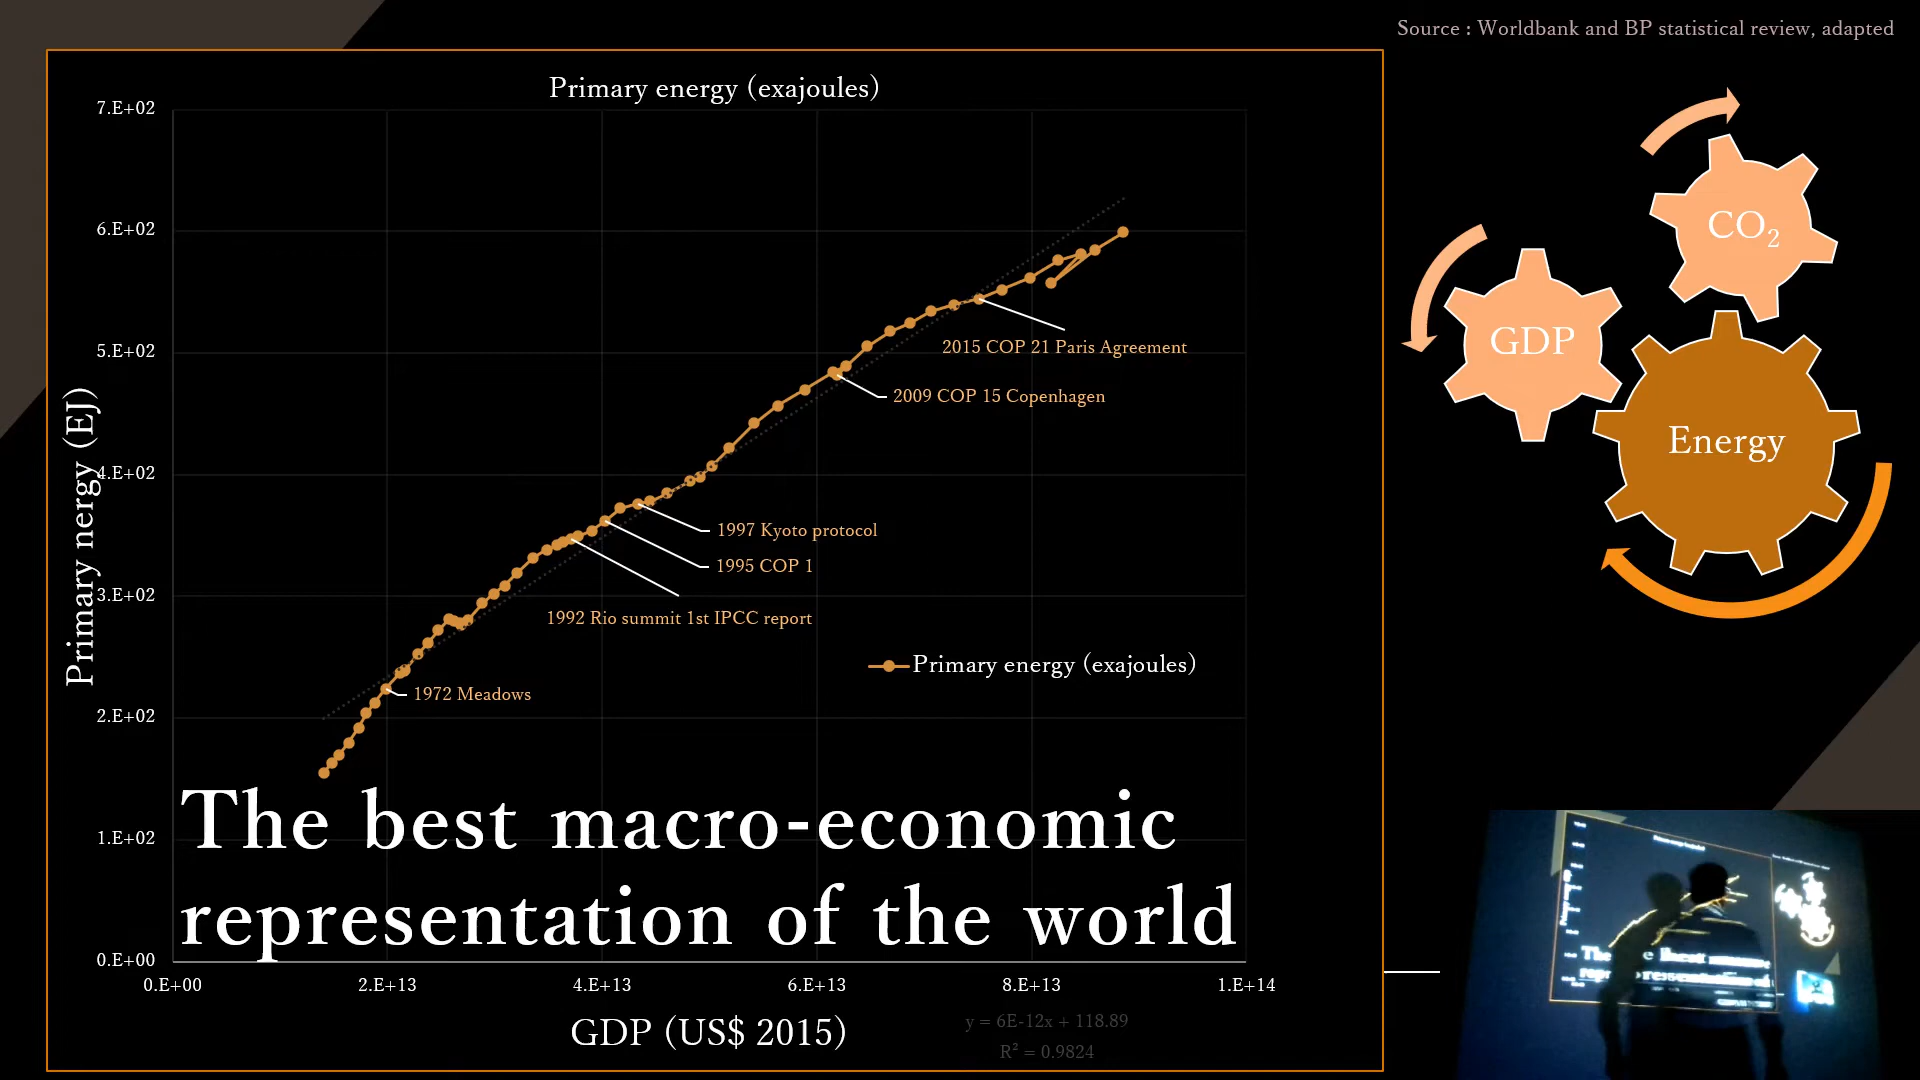 Source : Worldbank and BP statistical review, adapted
Primary energy (exajoules)
7.E+02
6.E+02
5.E+02
4.E+02
3.E+02
2.E+02
1.E+02
0.E+00
Primary nergy (EJ)
2015 COP 21 Paris Agreement
2009 COP 15 Copenhagen
1997 Kyoto protocol
1995 COP 1
1992 Rio summit 1st IPCC report
Primary energy (exajoules)
1972 Meadows
The best macro-economic
representation of the world
0.E+00 2.E+13 4.E+13 6.E+13 8.E+13 1.E+14
GDP (US$ 2015)
y = 6E-12x + 118.89
R² = 0.9824
CO₂
GDP
Energy